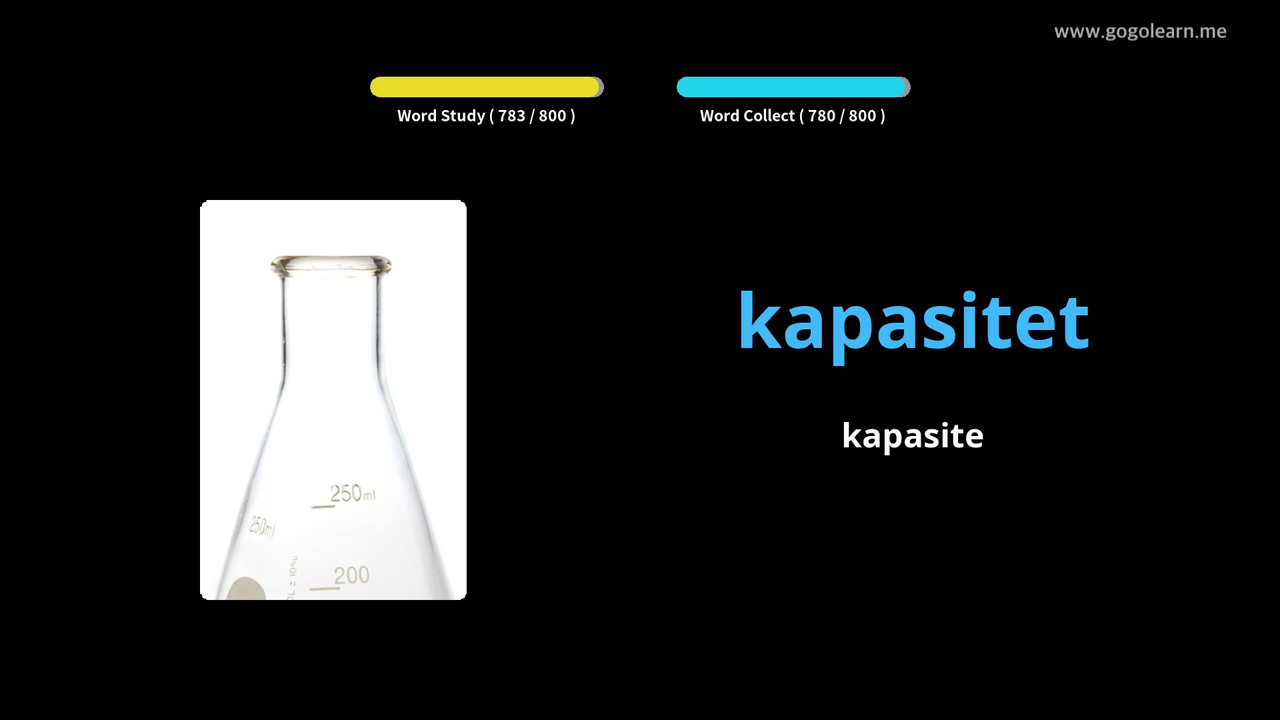 www.gogolearn.me
Word Study ( 783 / 800 )
Word Collect ( 780 / 800 )
kapasitet
kapasite
250ml
250ml
200